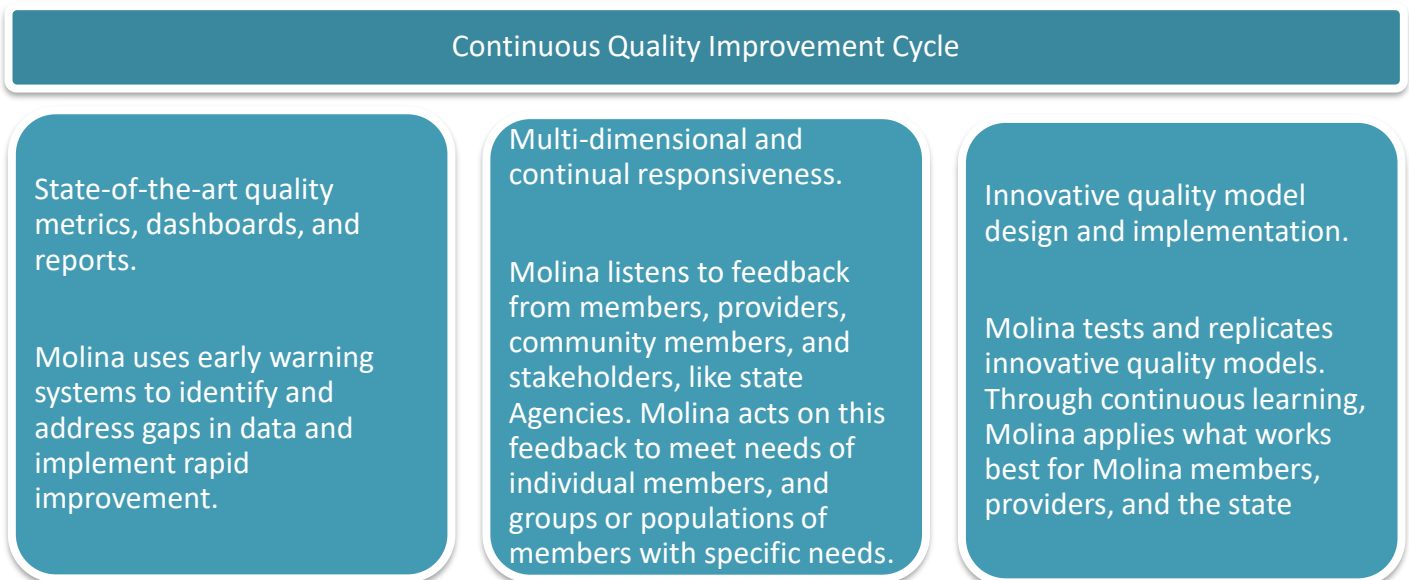 Continuous Quality Improvement Cycle
State-of-the-art quality
metrics, dashboards, and
reports.
Molina uses early warning
systems to identify and
address gaps in data and
implement rapid
improvement.
Multi-dimensional and
continual responsiveness.
Molina listens to feedback
from members, providers,
community members, and
stakeholders, like state
Agencies. Molina acts on this
feedback to meet needs of
individual members, and
groups or populations of
members with specific needs.
Innovative quality model
design and implementation.
Molina tests and replicates
innovative quality models.
Through continuous learning,
Molina applies what works
best for Molina members,
providers, and the state